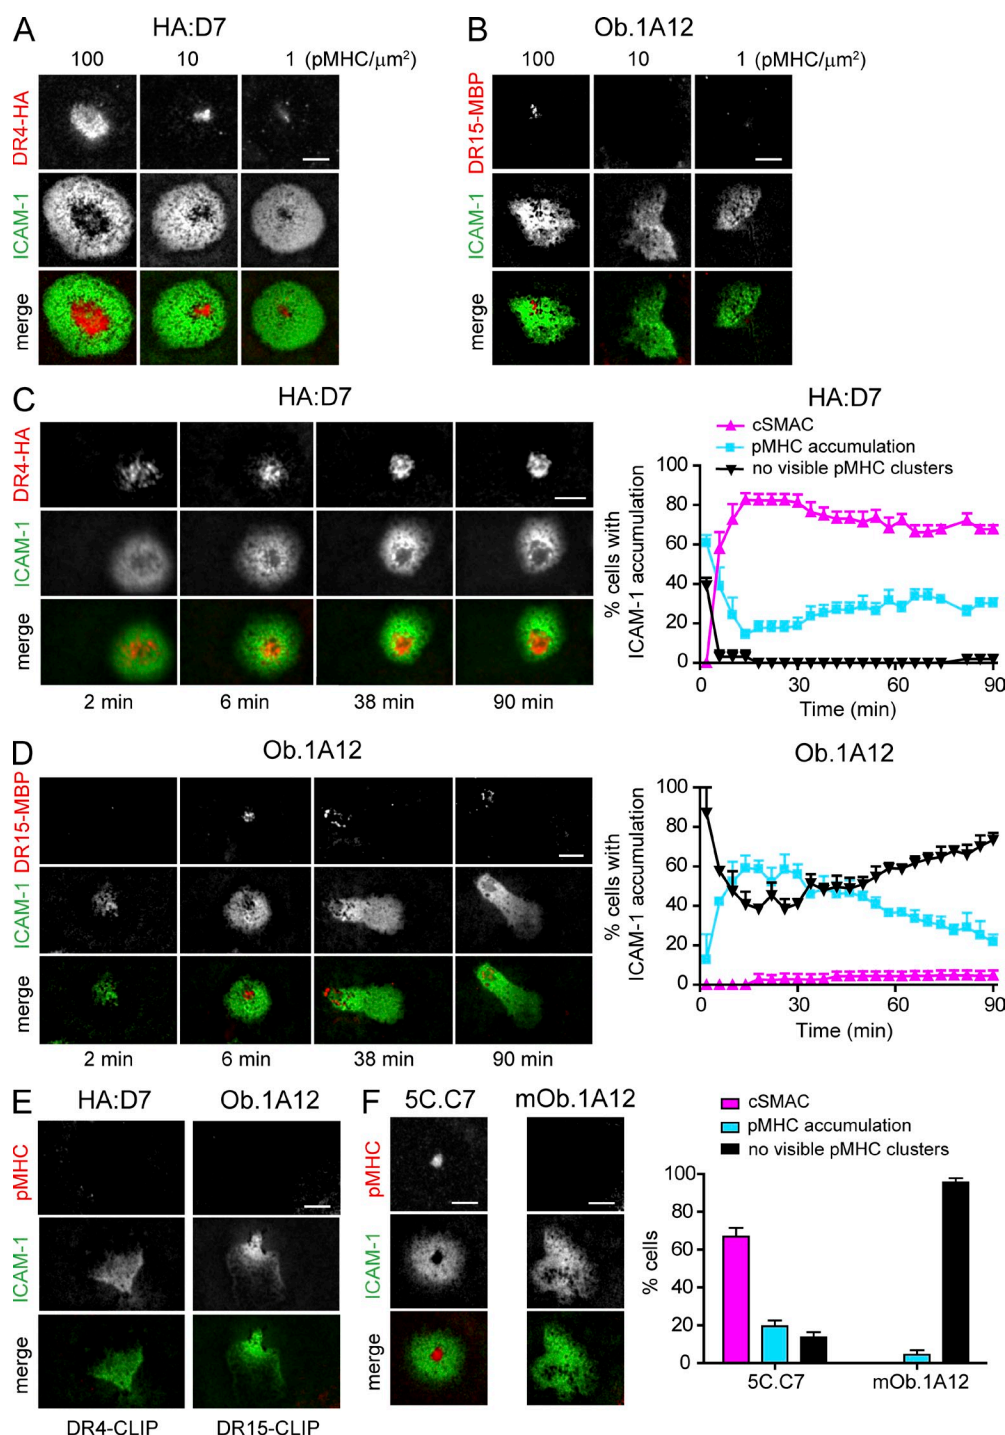 A
HA:D7
100 10 1 (pMHC/μm²)
DR4-HA
ICAM-1
merge
B
Ob.1A12
100 10 1 (pMHC/μm²)
DR15-MBP
ICAM-1
merge
C
HA:D7
DR4-HA
ICAM-1
merge
2 min 6 min 38 min 90 min
HA:D7
cSMAC
pMHC accumulation
no visible pMHC clusters
% cells with
ICAM-1 accumulation
100
80
60
40
20
0
0 30 60 90
Time (min)
D
Ob.1A12
DR15-MBP
ICAM-1
merge
2 min 6 min 38 min 90 min
Ob.1A12
% cells with
ICAM-1 accumulation
100
80
60
40
20
0
0 30 60 90
Time (min)
E
HA:D7 Ob.1A12
pMHC
ICAM-1
merge
DR4-CLIP DR15-CLIP
F
5C.C7 mOb.1A12
pMHC
ICAM-1
merge
cSMAC
pMHC accumulation
no visible pMHC clusters
% cells
100
80
60
40
20
0
5C.C7 mOb.1A12